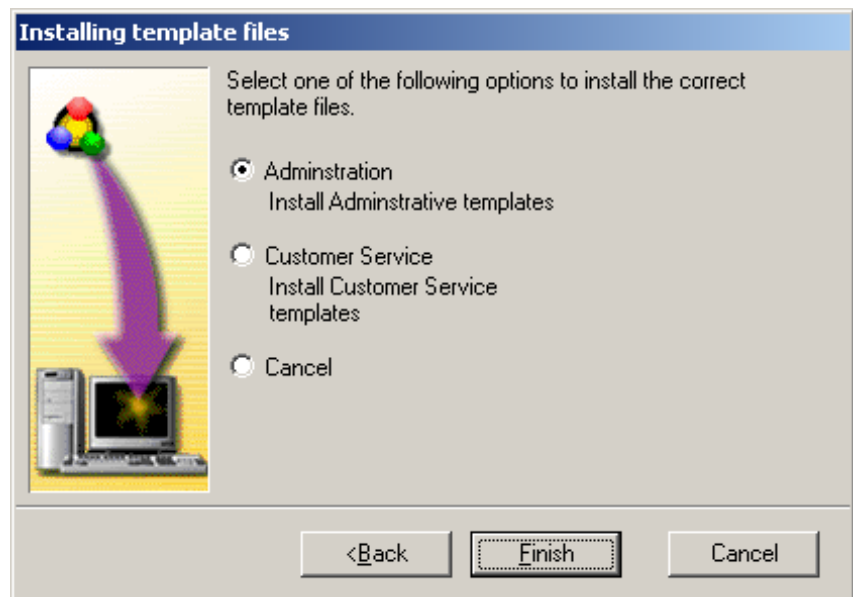 Installing template files
Select one of the following options to install the correct
template files.
Adminstration
Install Adminstrative templates
Customer Service
Install Customer Service
templates
Cancel
<Back
Finish
Cancel